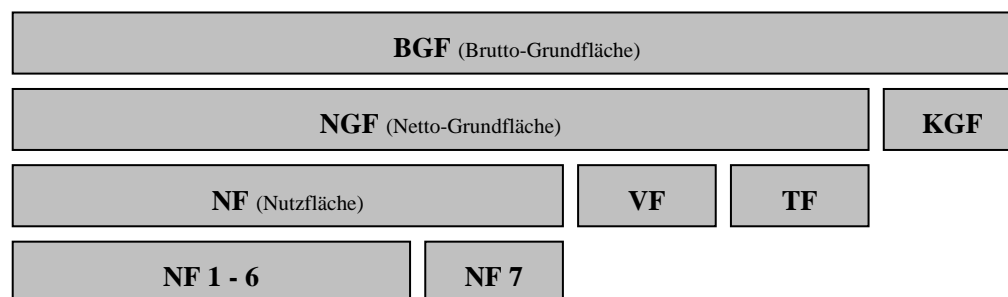 BGF (Brutto-Grundfläche)
NGF (Netto-Grundfläche) KGF
NF (Nutzfläche) VF TF
NF 1 - 6 NF 7